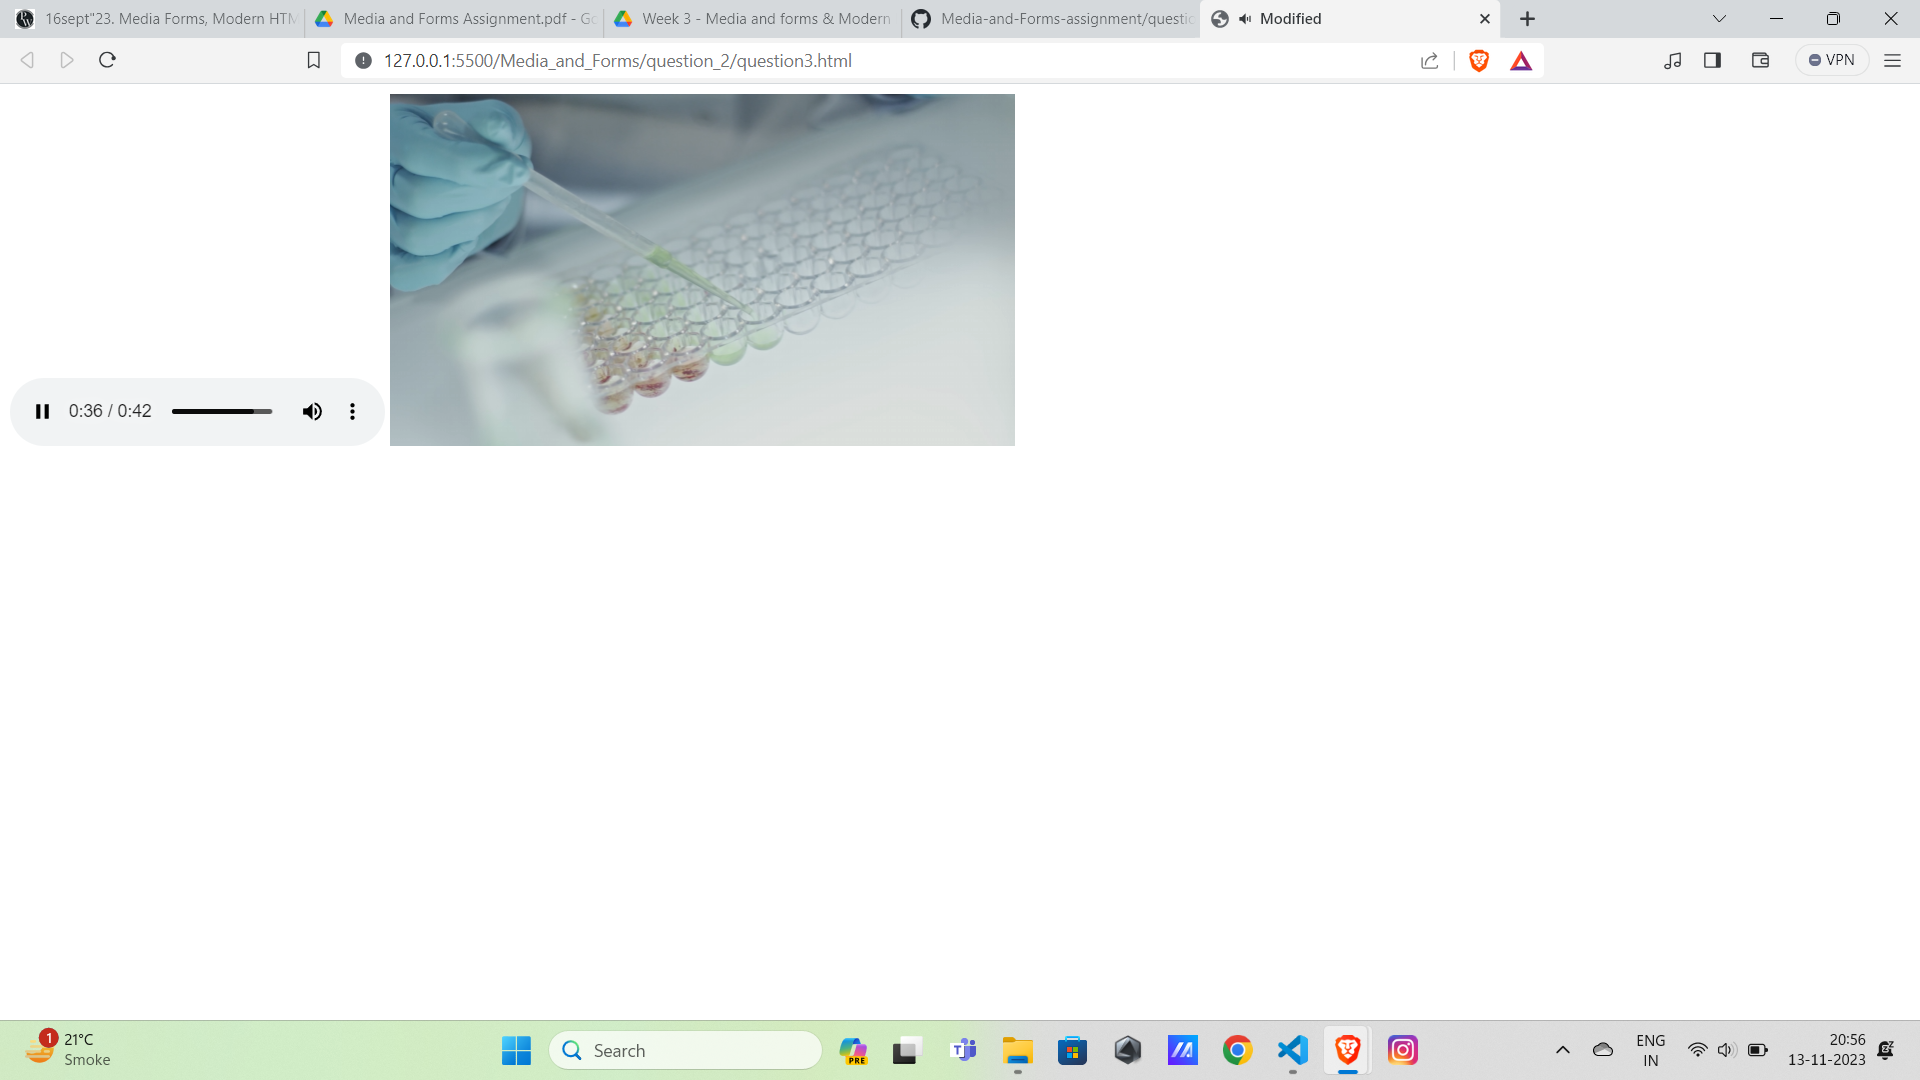 16sept"23. Media Forms, Modern HTM
Media and Forms Assignment.pdf - Go
Week 3 - Media and forms & Modern
Media-and-Forms-assignment/questio
Modified
127.0.0.1:5500/Media_and_Forms/question_2/question3.html
VPN
0:36 / 0:42
1
21°C
Smoke
Search
PRE
ENG
IN
20:56
13-11-2023